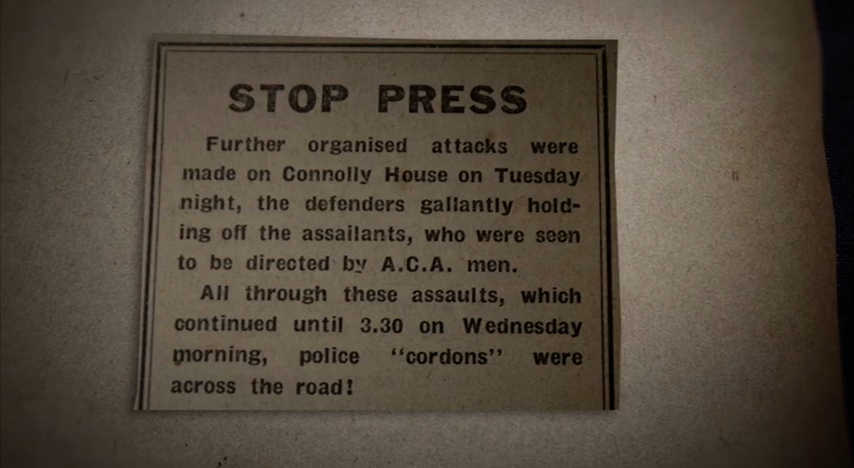 STOP PRESS
Further organised attacks were
made on Connolly House on Tuesday
night, the defenders gallantly hold-
ing off the assailants, who were seen
to be directed by A.C.A. men.
All through these assaults, which
continued until 3.30 on Wednesday
morning, police "cordons" were
across the road!